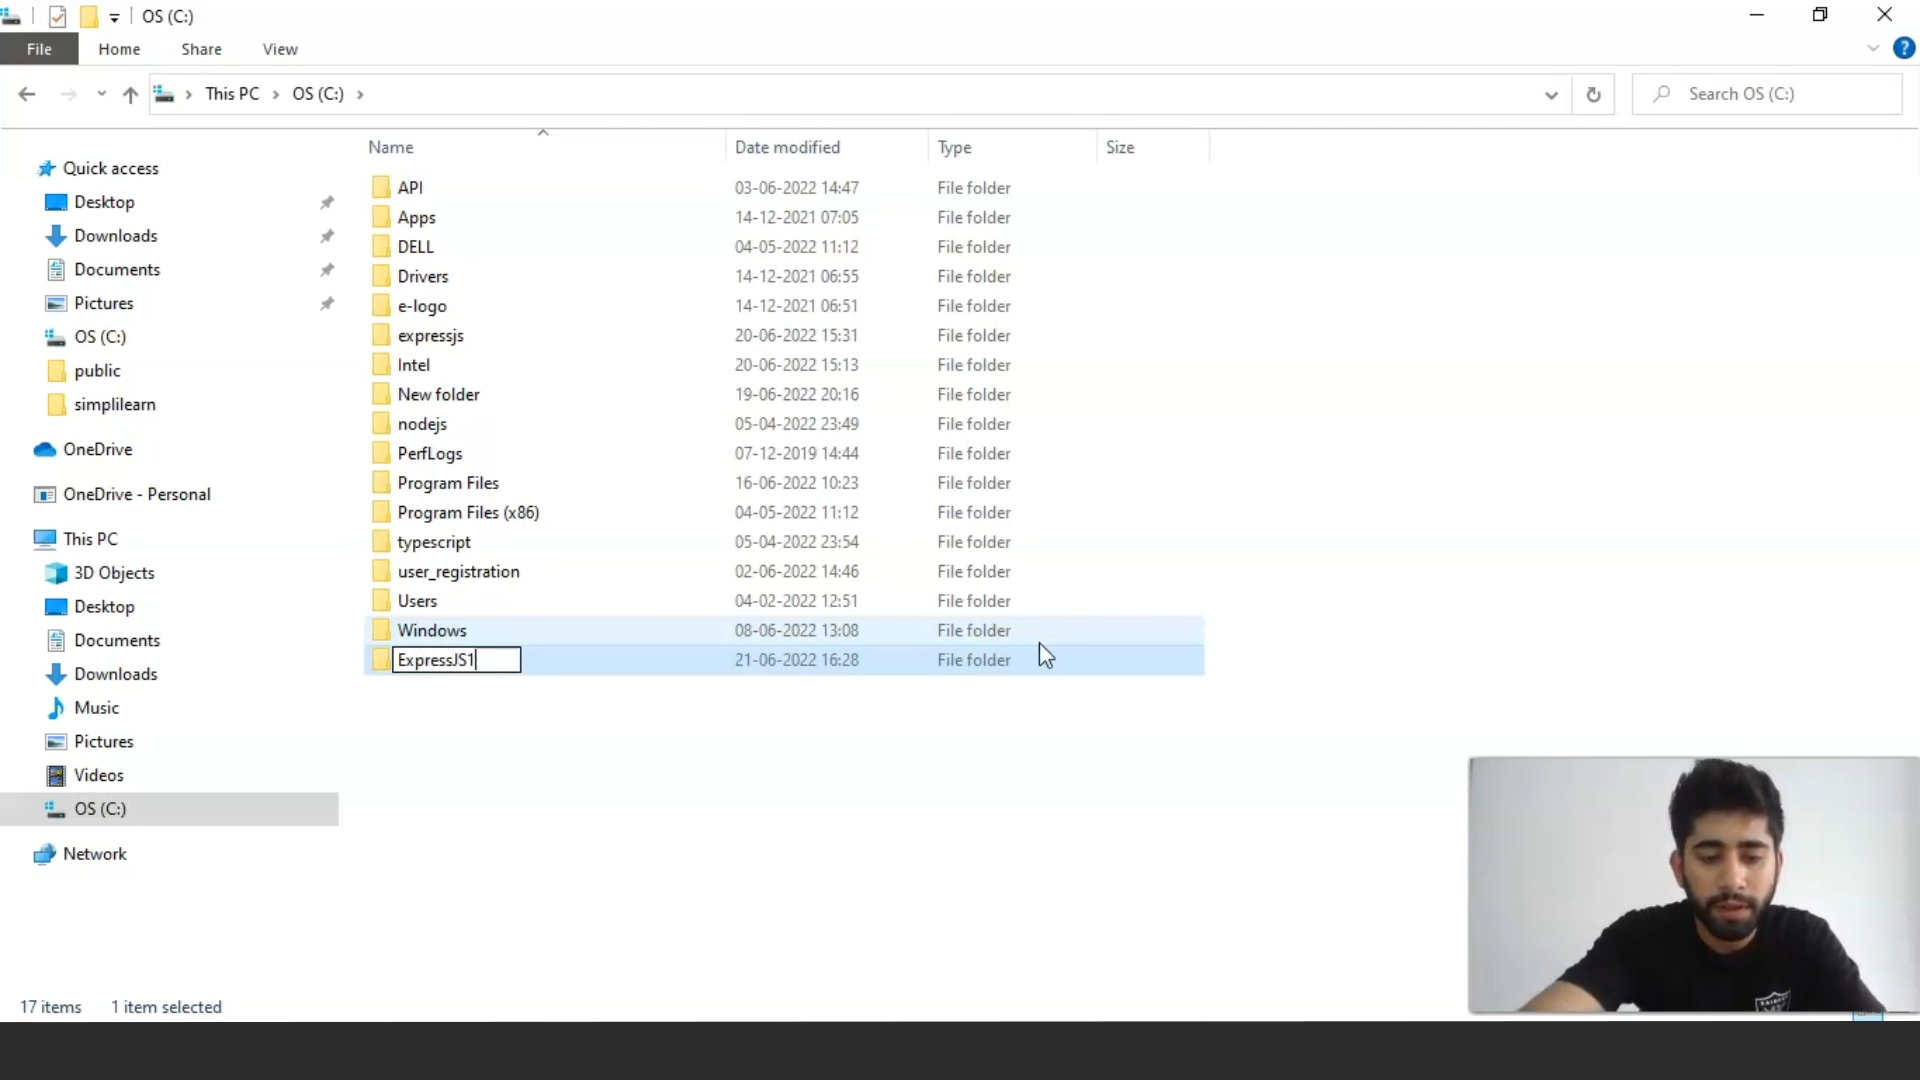 OS (C:)
File Home Share View
This PC OS (C:)
Search OS (C:)
Name Date modified Type Size
Quick access
Desktop
Downloads
Documents
Pictures
OS (C:)
public
simplilearn
OneDrive
OneDrive - Personal
This PC
3D Objects
Desktop
Documents
Downloads
Music
Pictures
Videos
OS (C:)
Network
API 03-06-2022 14:47 File folder
Apps 14-12-2021 07:05 File folder
DELL 04-05-2022 11:12 File folder
Drivers 14-12-2021 06:55 File folder
e-logo 14-12-2021 06:51 File folder
expressjs 20-06-2022 15:31 File folder
Intel 20-06-2022 15:13 File folder
New folder 19-06-2022 20:16 File folder
nodejs 05-04-2022 23:49 File folder
PerfLogs 07-12-2019 14:44 File folder
Program Files 16-06-2022 10:23 File folder
Program Files (x86) 04-05-2022 11:12 File folder
typescript 05-04-2022 23:54 File folder
user_registration 02-06-2022 14:46 File folder
Users 04-02-2022 12:51 File folder
Windows 08-06-2022 13:08 File folder
ExpressJS1 21-06-2022 16:28 File folder
17 items 1 item selected